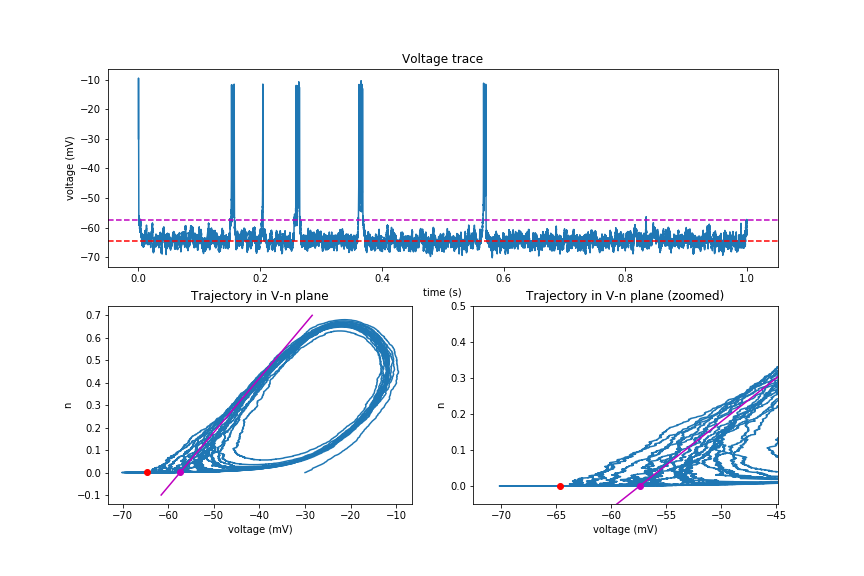 Voltage trace
voltage (mV)
−10
−20
−30
−40
−50
−60
−70
0.0 0.2 0.4 0.6 0.8 1.0
time (s)
Trajectory in V-n plane
n
0.7
0.6
0.5
0.4
0.3
0.2
0.1
0.0
−0.1
−70 −60 −50 −40 −30 −20 −10
voltage (mV)
Trajectory in V-n plane (zoomed)
n
0.5
0.4
0.3
0.2
0.1
0.0
−70 −65 −60 −55 −50 −45
voltage (mV)